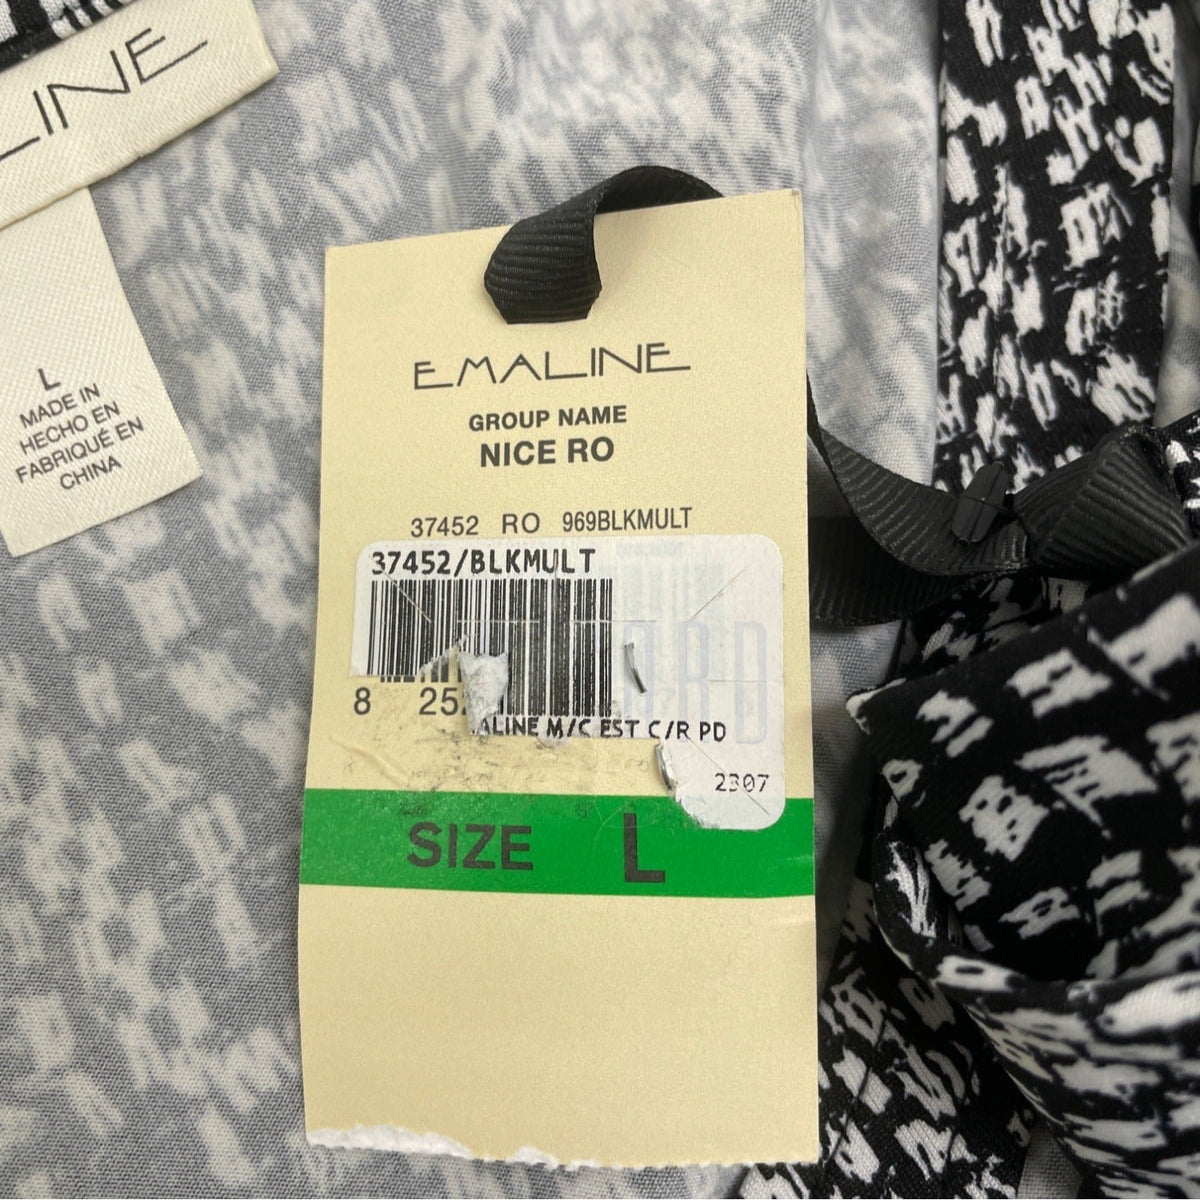 LINE
L
MADE IN
HECHO EN
FABRIQUÉ EN
CHINA
EMALINE
GROUP NAME
NICE RO
37452 RO 969BLKMULT
37452/BLKMULT
8 25
ALINE M/C EST C/R PD
2307
SIZE L